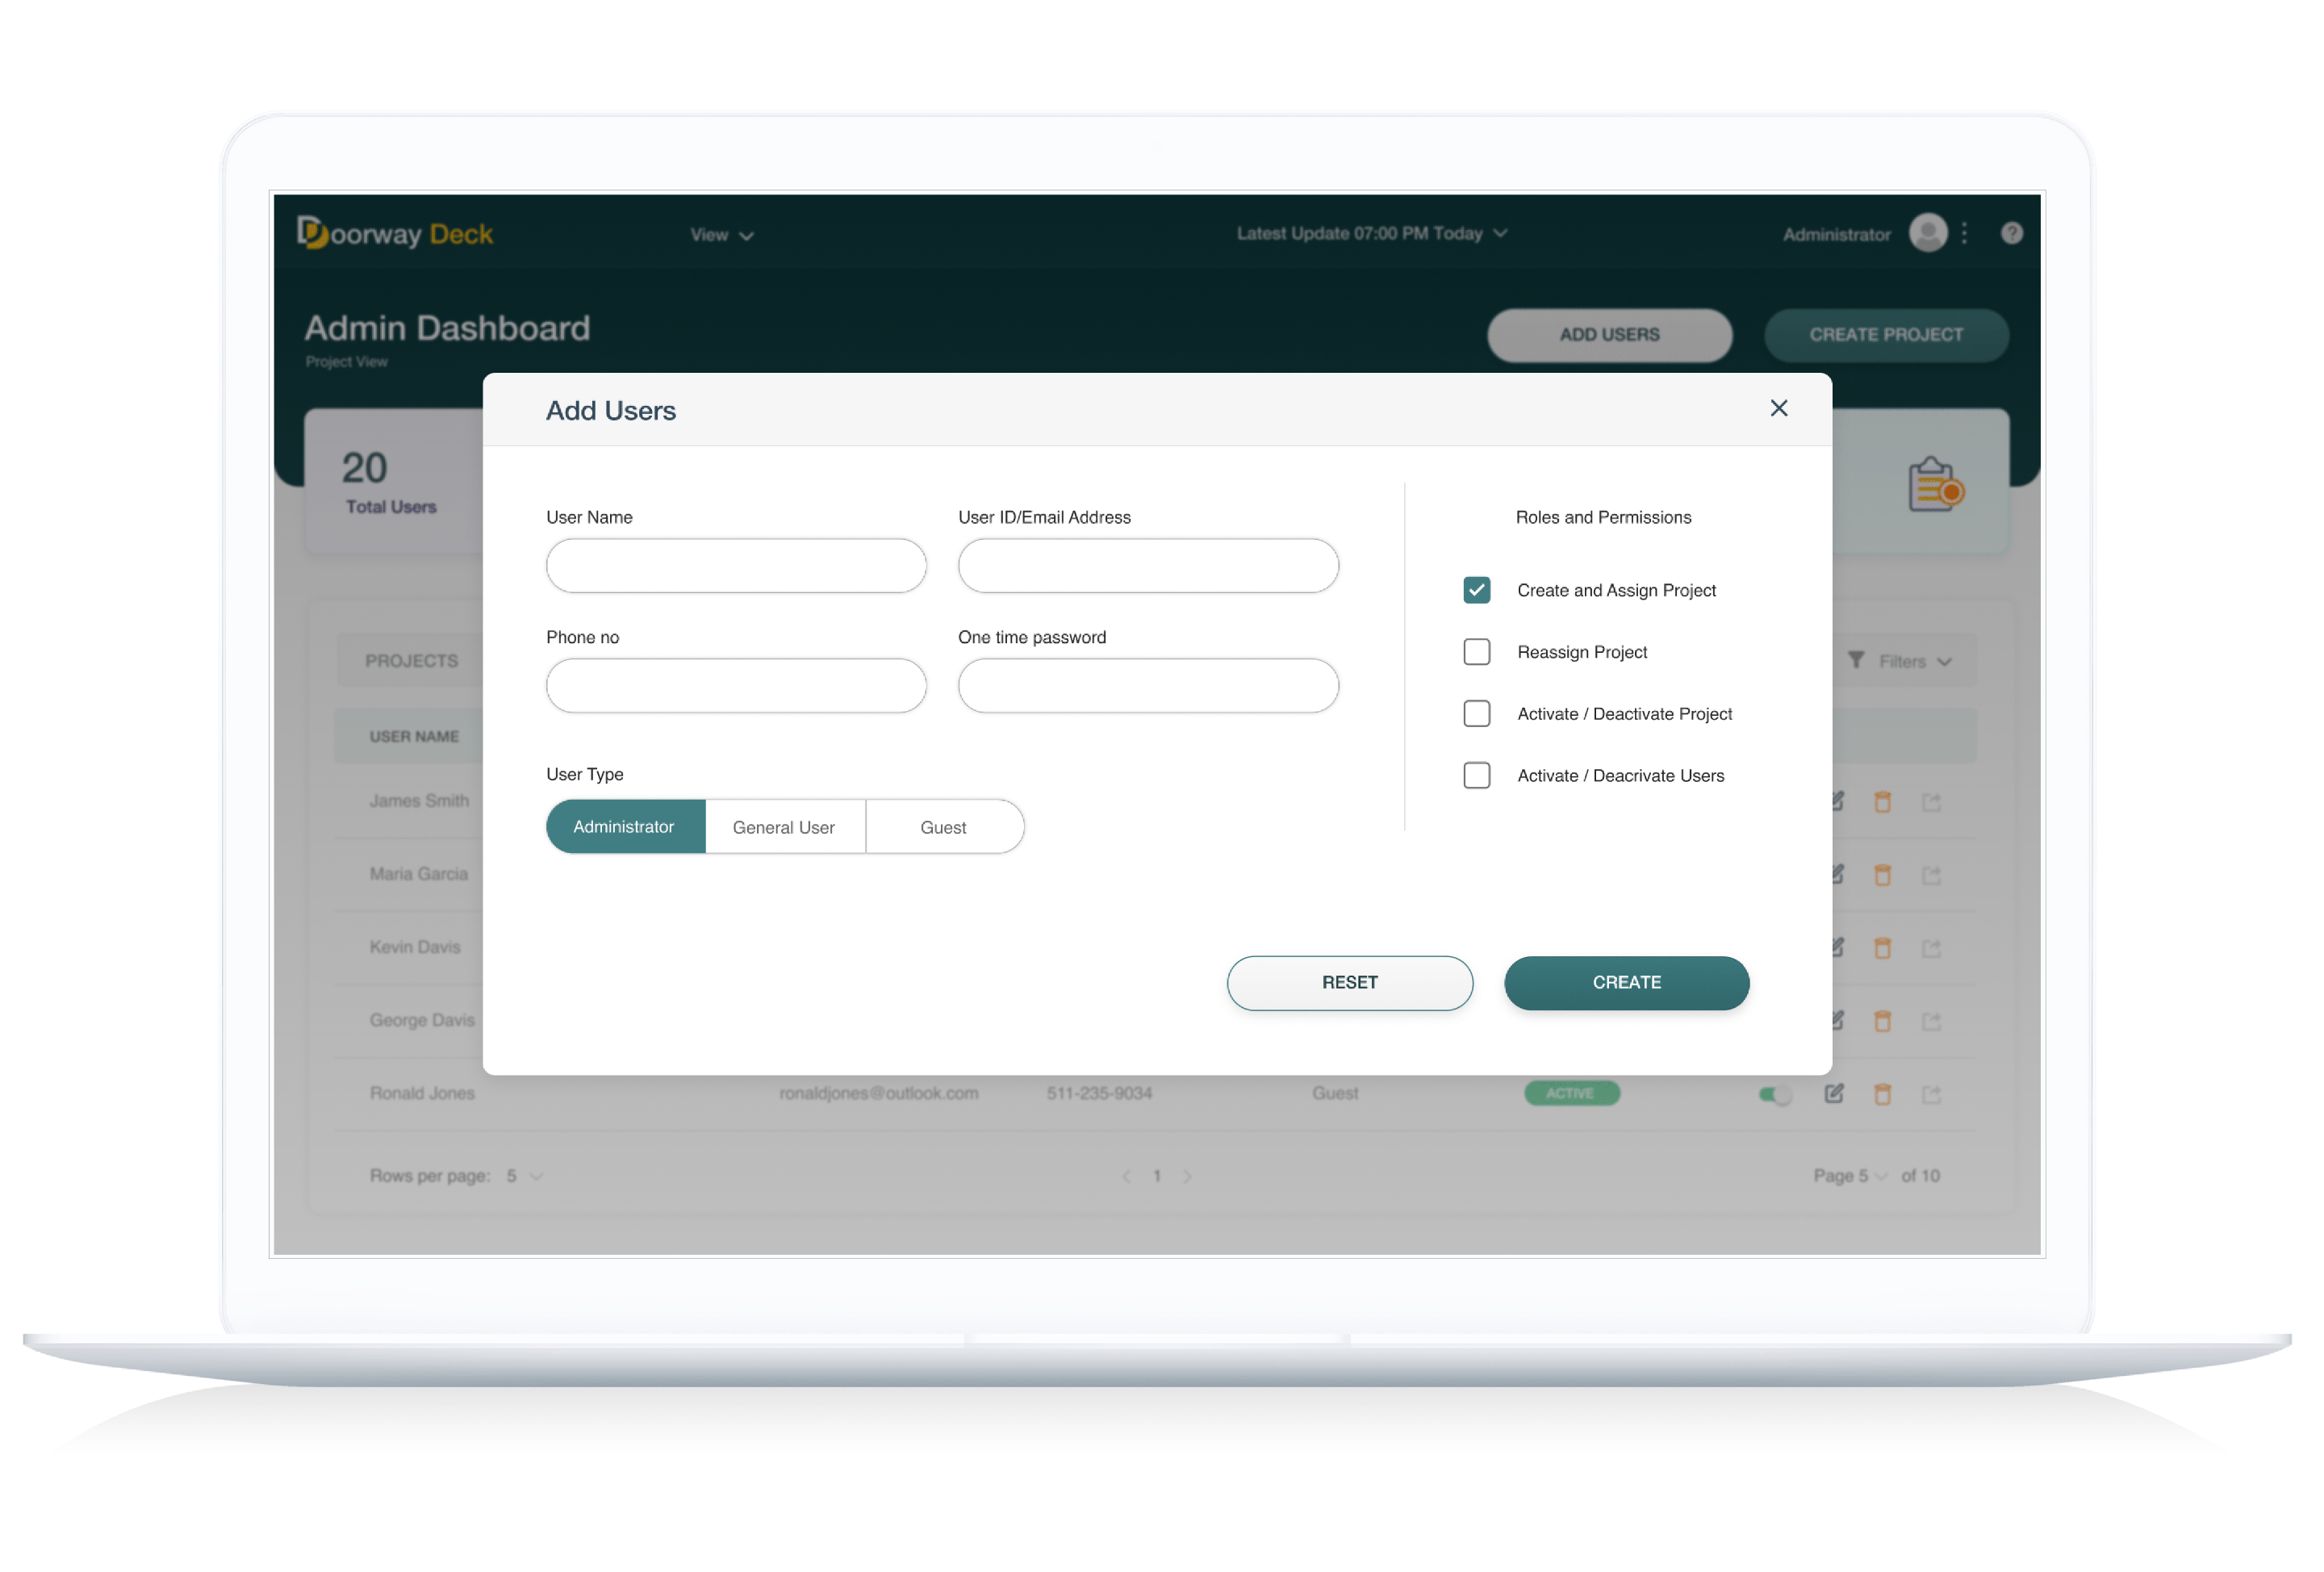 Doorway Deck
View
Latest Update 07:00 PM Today
Administrator
?
Admin Dashboard
Project View
ADD USERS
CREATE PROJECT
20
Total Users
Add Users
User Name
User ID/Email Address
Phone no
One time password
User Type
Administrator
General User
Guest
Roles and Permissions
Create and Assign Project
Reassign Project
Activate / Deactivate Project
Activate / Deacrivate Users
RESET
CREATE
PROJECTS
Filters
USER NAME
James Smith
Maria Garcia
Kevin Davis
George Davis
Ronald Jones ronaldjones@outlook.com 511-235-9034 Guest ACTIVE
Rows per page: 5
1
Page 5 of 10